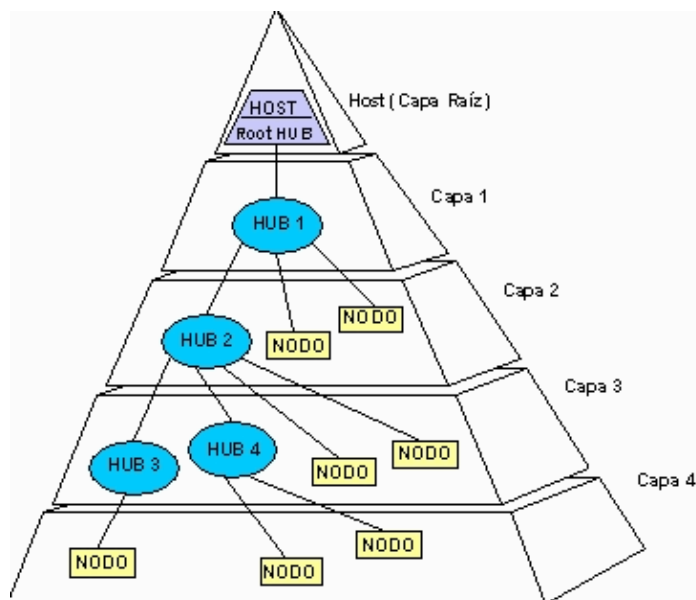 HOST
Root HUB
Host ( Capa Raíz )
Capa 1
HUB 1
Capa 2
NODO
HUB 2
NODO
Capa 3
HUB 4
NODO
HUB 3
NODO
Capa 4
NODO
NODO
NODO